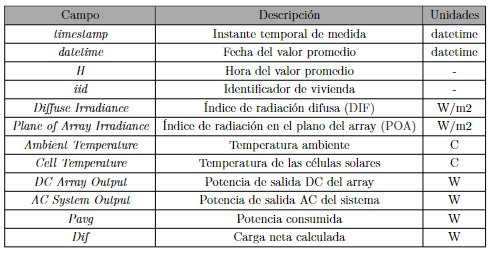 Campo Descripción Unidades
timestamp Instante temporal de medida datetime
datetime Fecha del valor promedio datetime
H Hora del valor promedio -
iid Identificador de vivienda -
Diffuse Irradiance Índice de radiación difusa (DIF) W/m2
Plane of Array Irradiance Índice de radiación en el plano del array (POA) W/m2
Ambient Temperature Temperatura ambiente C
Cell Temperature Temperatura de las células solares C
DC Array Output Potencia de salida DC del array W
AC System Output Potencia de salida AC del sistema W
Pavg Potencia consumida W
Dif Carga neta calculada W